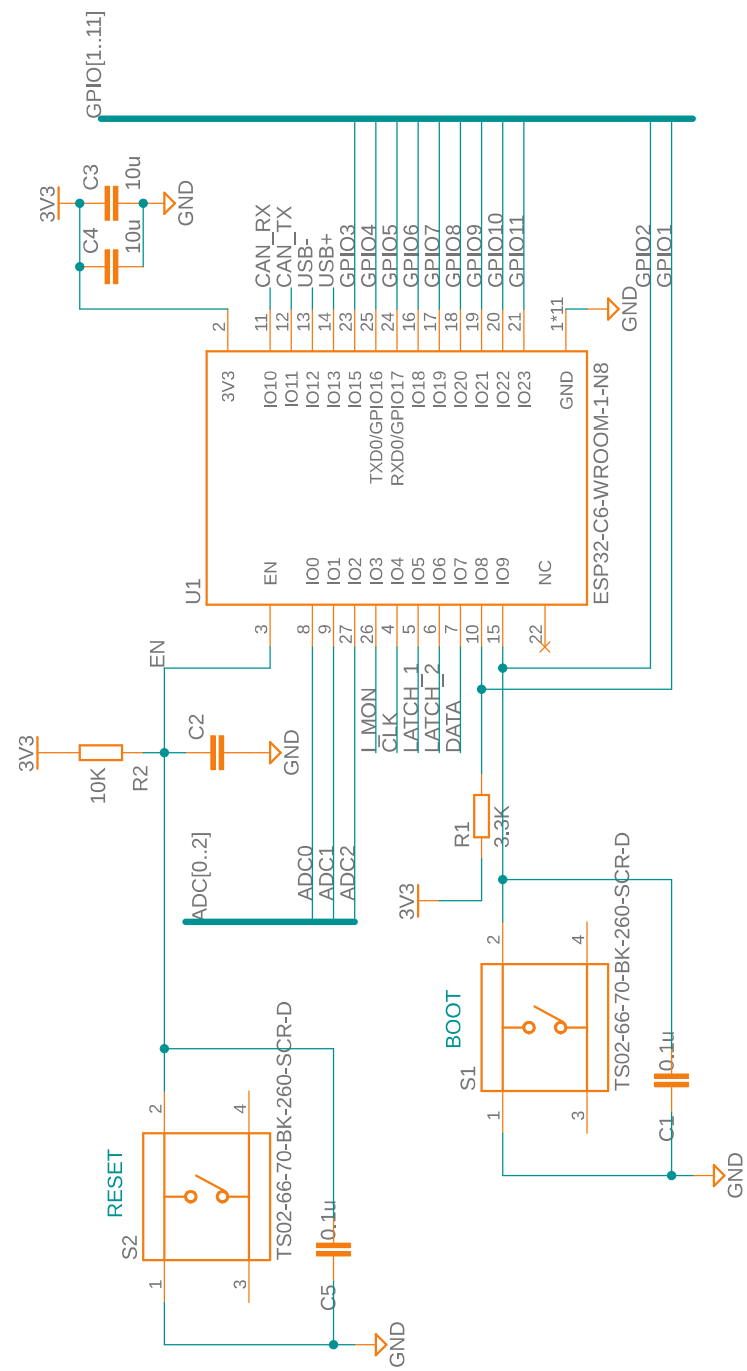 GPIO[1..11]
3V3
C3
10u
GND
C4
10u
CAN_RX
CAN_TX
USB-
USB+
GPIO3
GPIO4
GPIO5
GPIO6
GPIO7
GPIO8
GPIO9
GPIO10
GPIO11
GPIO2
GPIO1
2
11
12
13
14
23
25
24
16
17
18
19
20
21
1*11
GND
3V3
IO10
IO11
IO12
IO13
IO15
TXD0/GPIO16
RXD0/GPIO17
IO18
IO19
IO20
IO21
IO22
IO23
GND
ESP32-C6-WROOM-1-N8
U1
EN
IO0
IO1
IO2
IO3
IO4
IO5
IO6
IO7
IO8
IO9
NC
3
8
9
27
26
4
5
6
7
10
15
22
EN
I_MON
CLK
LATCH_1
LATCH_2
DATA
3V3
10K
R2
C2
GND
ADC[0..2]
ADC0
ADC1
ADC2
R1
3.3K
3V3
BOOT
S1
2
4
1
3
TS02-66-70-BK-260-SCR-D
0.1u
C1
GND
RESET
S2
2
4
1
3
TS02-66-70-BK-260-SCR-D
0.1u
C5
GND